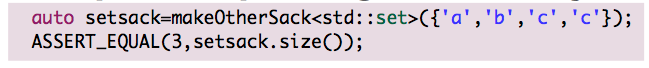 auto setsack=makeOtherSack<std::set>({'a','b','c','c'});
ASSERT_EQUAL(3,setsack.size());